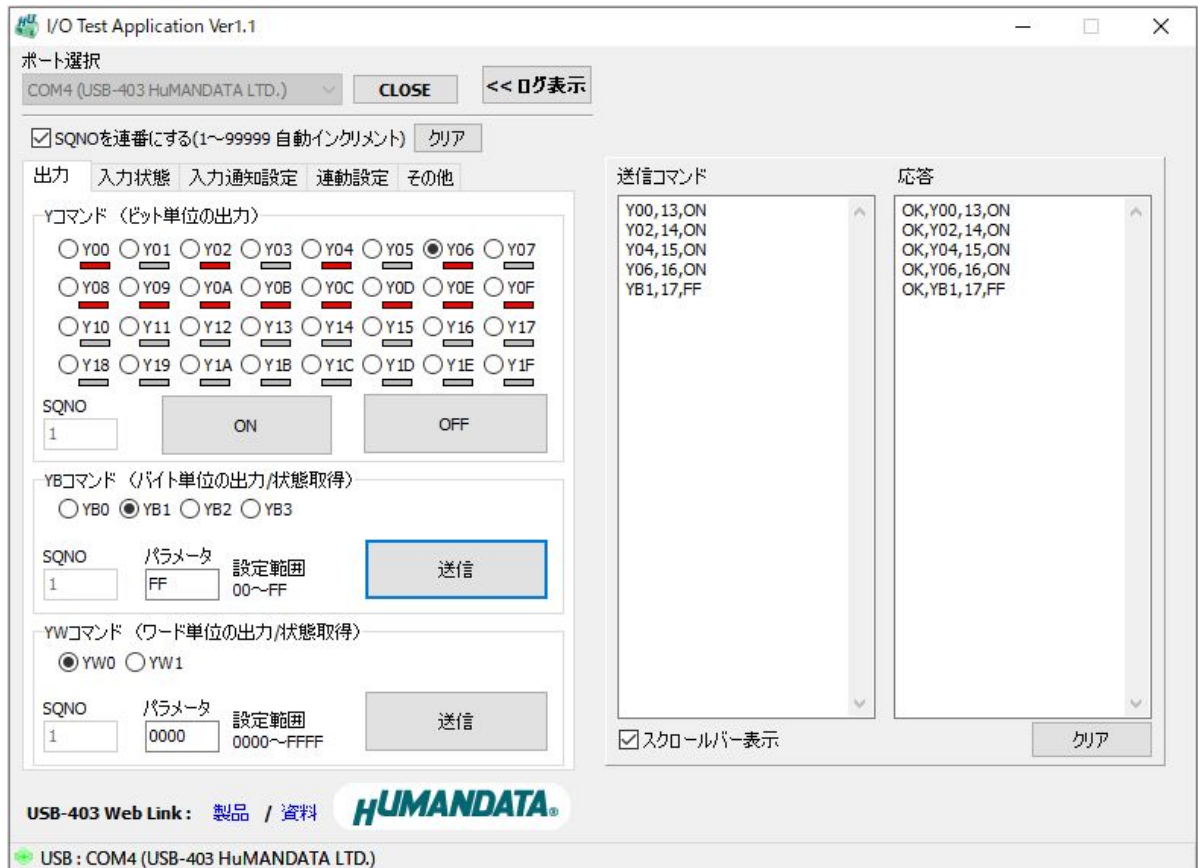 I/O Test Application Ver1.1
ポート選択
COM4 (USB-403 HuMANDATA LTD.)
CLOSE
<< ログ表示
SQNOを連番にする(1～99999 自動インクリメント)
クリア
出力 入力状態 入力通知設定 連動設定 その他
Yコマンド （ビット単位の出力）
Y00 Y01 Y02 Y03 Y04 Y05 Y06 Y07
Y08 Y09 Y0A Y0B Y0C Y0D Y0E Y0F
Y10 Y11 Y12 Y13 Y14 Y15 Y16 Y17
Y18 Y19 Y1A Y1B Y1C Y1D Y1E Y1F
SQNO
1
ON
OFF
YBコマンド （バイト単位の出力/状態取得）
YB0 YB1 YB2 YB3
SQNO
1
パラメータ
FF
設定範囲
00～FF
送信
YWコマンド （ワード単位の出力/状態取得）
YW0 YW1
SQNO
1
パラメータ
0000
設定範囲
0000～FFFF
送信
送信コマンド
Y00,13,ON
Y02,14,ON
Y04,15,ON
Y06,16,ON
YB1,17,FF
応答
OK,Y00,13,ON
OK,Y02,14,ON
OK,Y04,15,ON
OK,Y06,16,ON
OK,YB1,17,FF
スクロールバー表示
クリア
USB-403 Web Link : 製品 / 資料
HUMANDATA®
USB : COM4 (USB-403 HuMANDATA LTD.)